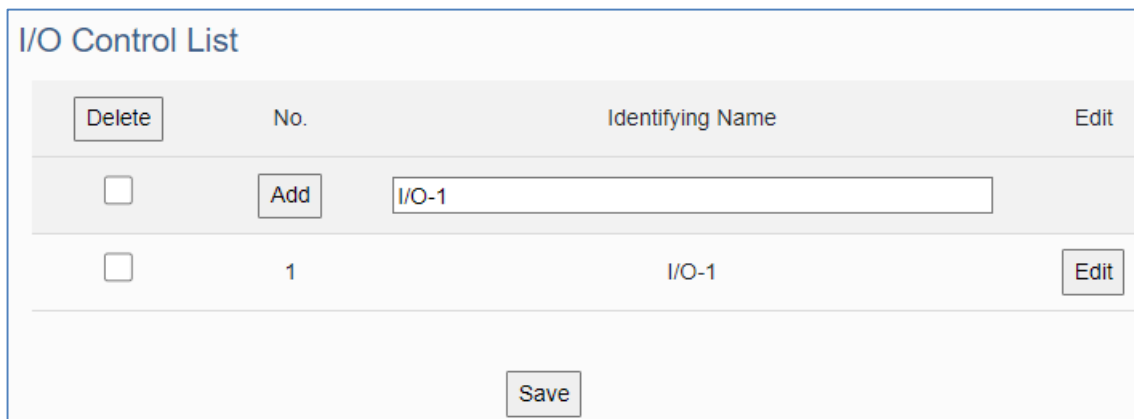 I/O Control List
Delete No. Identifying Name Edit
Add I/O-1
1 I/O-1 Edit
Save